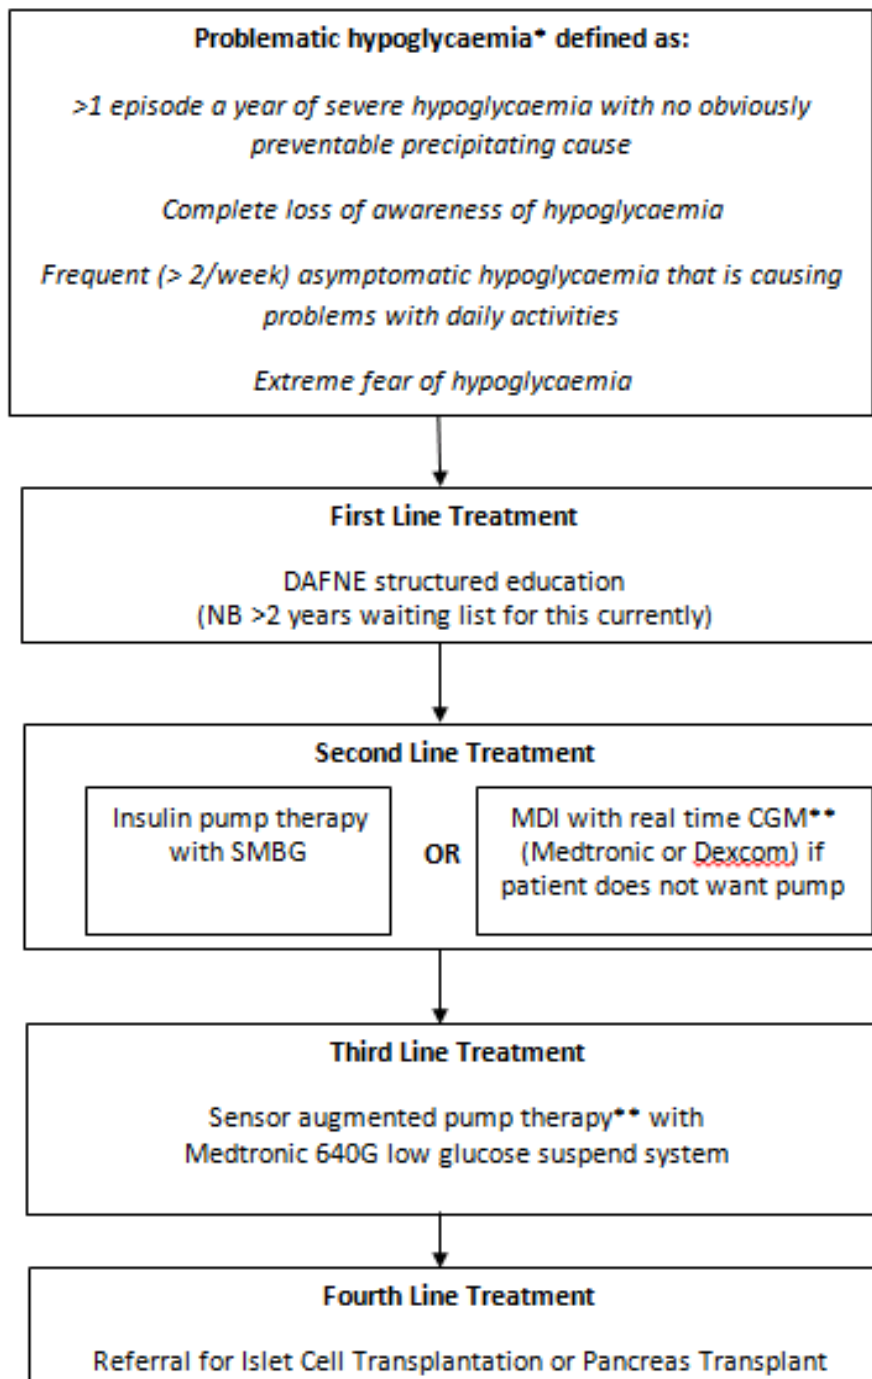 Problematic hypoglycaemia* defined as:
>1 episode a year of severe hypoglycaemia with no obviously
preventable precipitating cause
Complete loss of awareness of hypoglycaemia
Frequent (> 2/week) asymptomatic hypoglycaemia that is causing
problems with daily activities
Extreme fear of hypoglycaemia
First Line Treatment
DAFNE structured education
(NB >2 years waiting list for this currently)
Second Line Treatment
Insulin pump therapy
with SMBG
OR
MDI with real time CGM**
(Medtronic or Dexcom) if
patient does not want pump
Third Line Treatment
Sensor augmented pump therapy** with
Medtronic 640G low glucose suspend system
Fourth Line Treatment
Referral for Islet Cell Transplantation or Pancreas Transplant